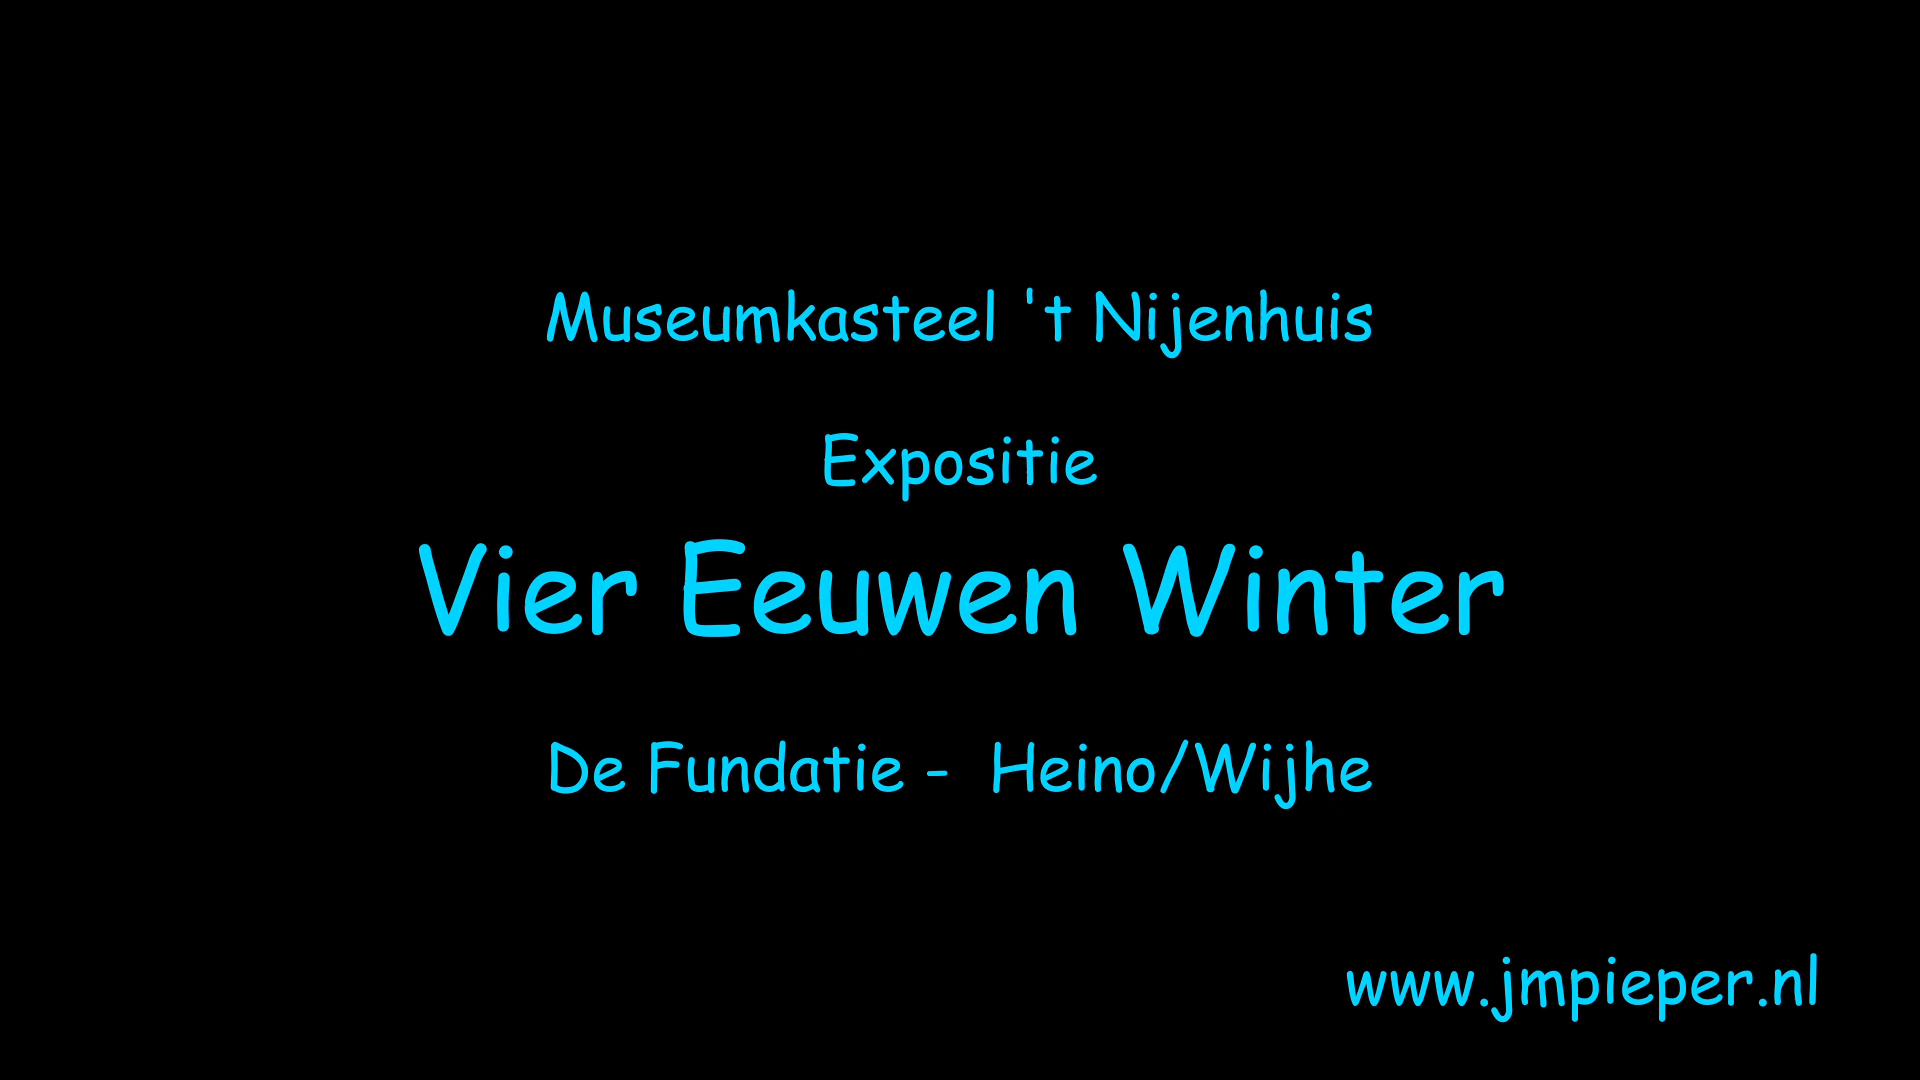 Museumkasteel 't Nijenhuis
Expositie
Vier Eeuwen Winter
De Fundatie -  Heino/Wijhe
www.jmpieper.nl